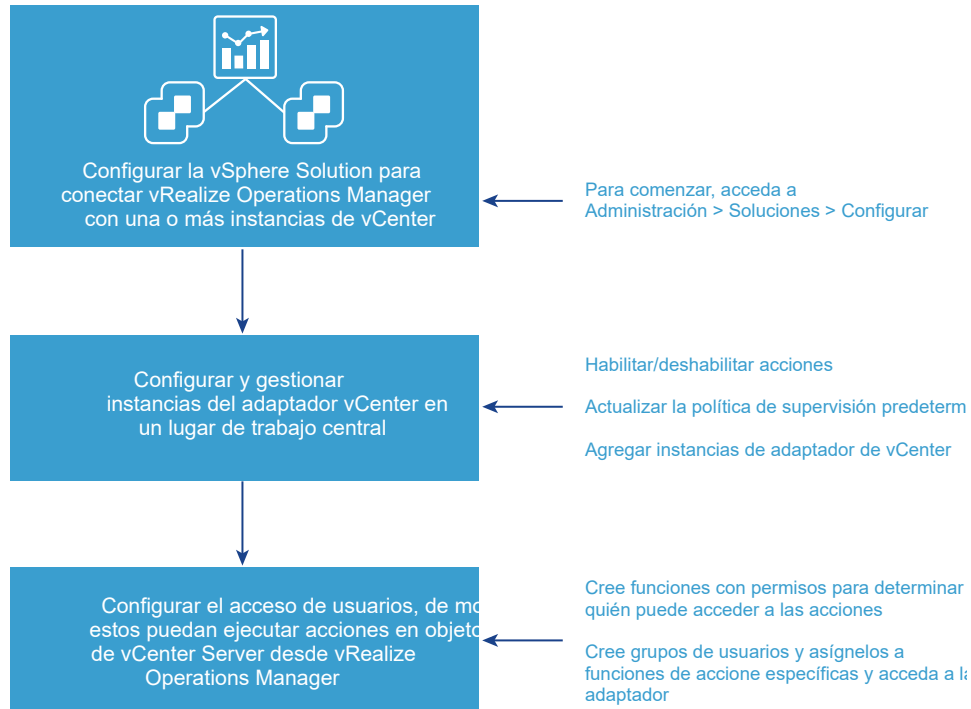 Configurar la vSphere Solution para
conectar vRealize Operations Manager
con una o más instancias de vCenter
Para comenzar, acceda a
Administración > Soluciones > Configurar
Configurar y gestionar
instancias del adaptador vCenter en
un lugar de trabajo central
Habilitar/deshabilitar acciones
Actualizar la política de supervisión predeterm
Agregar instancias de adaptador de vCenter
Configurar el acceso de usuarios, de mo
estos puedan ejecutar acciones en objeto
de vCenter Server desde vRealize
Operations Manager
Cree funciones con permisos para determinar
quién puede acceder a las acciones
Cree grupos de usuarios y asígnelos a
funciones de accione específicas y acceda a la
adaptador